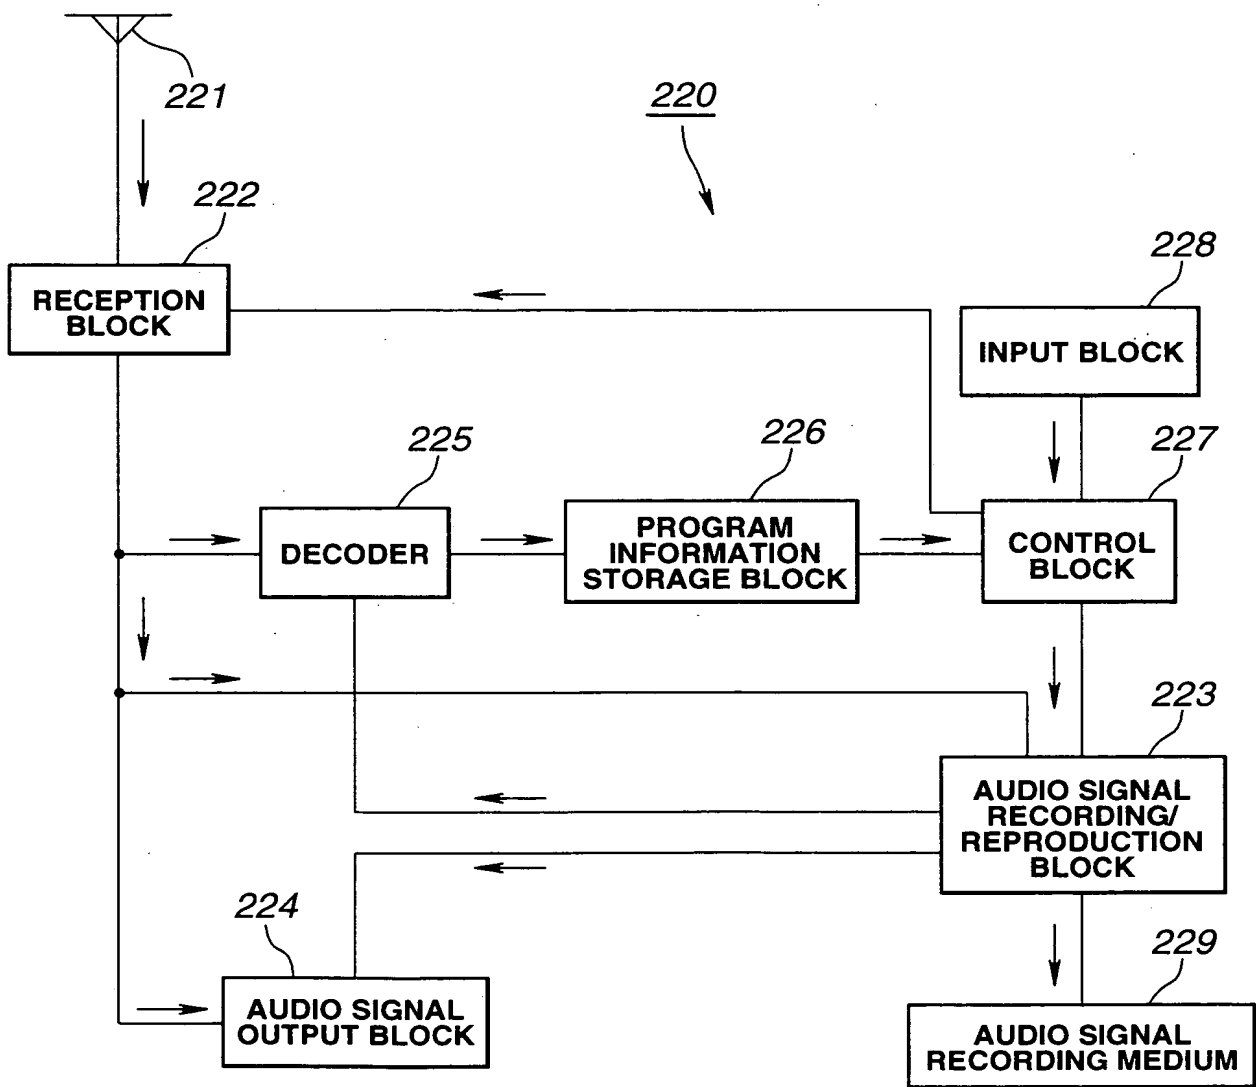 221
220
222
228
RECEPTION
BLOCK
INPUT BLOCK
225
226
227
DECODER
PROGRAM
INFORMATION
STORAGE BLOCK
CONTROL
BLOCK
223
AUDIO SIGNAL
RECORDING/
REPRODUCTION
BLOCK
224
229
AUDIO SIGNAL
OUTPUT BLOCK
AUDIO SIGNAL
RECORDING MEDIUM